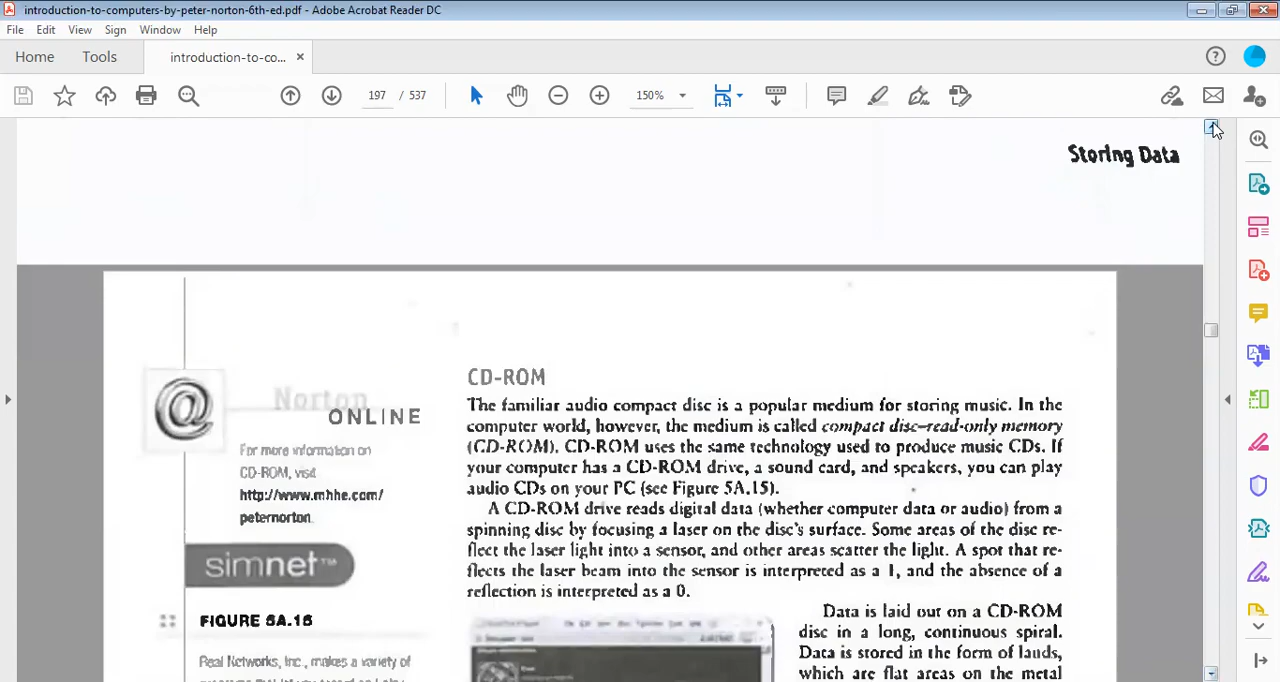 introduction-to-computers-by-peter-norton-6th-ed.pdf - Adobe Acrobat Reader DC
File Edit View Sign Window Help
Home Tools introduction-to-co... ×
197 / 537 150%
Storing Data
Norton
ONLINE
For more information on
CD-ROM, visit
http://www.mhhe.com/
peternorton.
simnet™
FIGURE 5A.15
Real Networks, Inc., makes a variety of
CD-ROM
The familiar audio compact disc is a popular medium for storing music. In the
computer world, however, the medium is called compact disc–read-only memory
(CD-ROM). CD-ROM uses the same technology used to produce music CDs. If
your computer has a CD-ROM drive, a sound card, and speakers, you can play
audio CDs on your PC (see Figure 5A.15).
A CD-ROM drive reads digital data (whether computer data or audio) from a
spinning disc by focusing a laser on the disc's surface. Some areas of the disc re-
flect the laser light into a sensor, and other areas scatter the light. A spot that re-
flects the laser beam into the sensor is interpreted as a 1, and the absence of a
reflection is interpreted as a 0.
Data is laid out on a CD-ROM
disc in a long, continuous spiral.
Data is stored in the form of lands,
which are flat areas on the metal